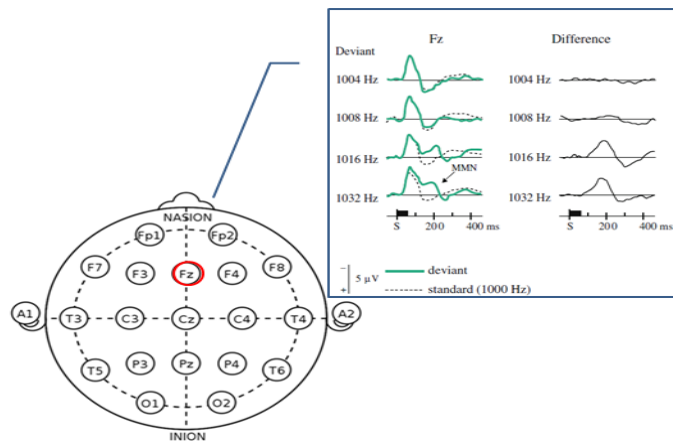 Deviant Fz Difference
1004 Hz 1004 Hz
1008 Hz 1008 Hz
1016 Hz 1016 Hz
MMN
1032 Hz 1032 Hz
S 200 400 ms S 200 400 ms
− deviant
5 µV
+ standard (1000 Hz)
NASION
Fp1 Fp2
F7 F3 Fz F4 F8
A1 T3 C3 Cz C4 T4 A2
T5 P3 Pz P4 T6
O1 O2
INION